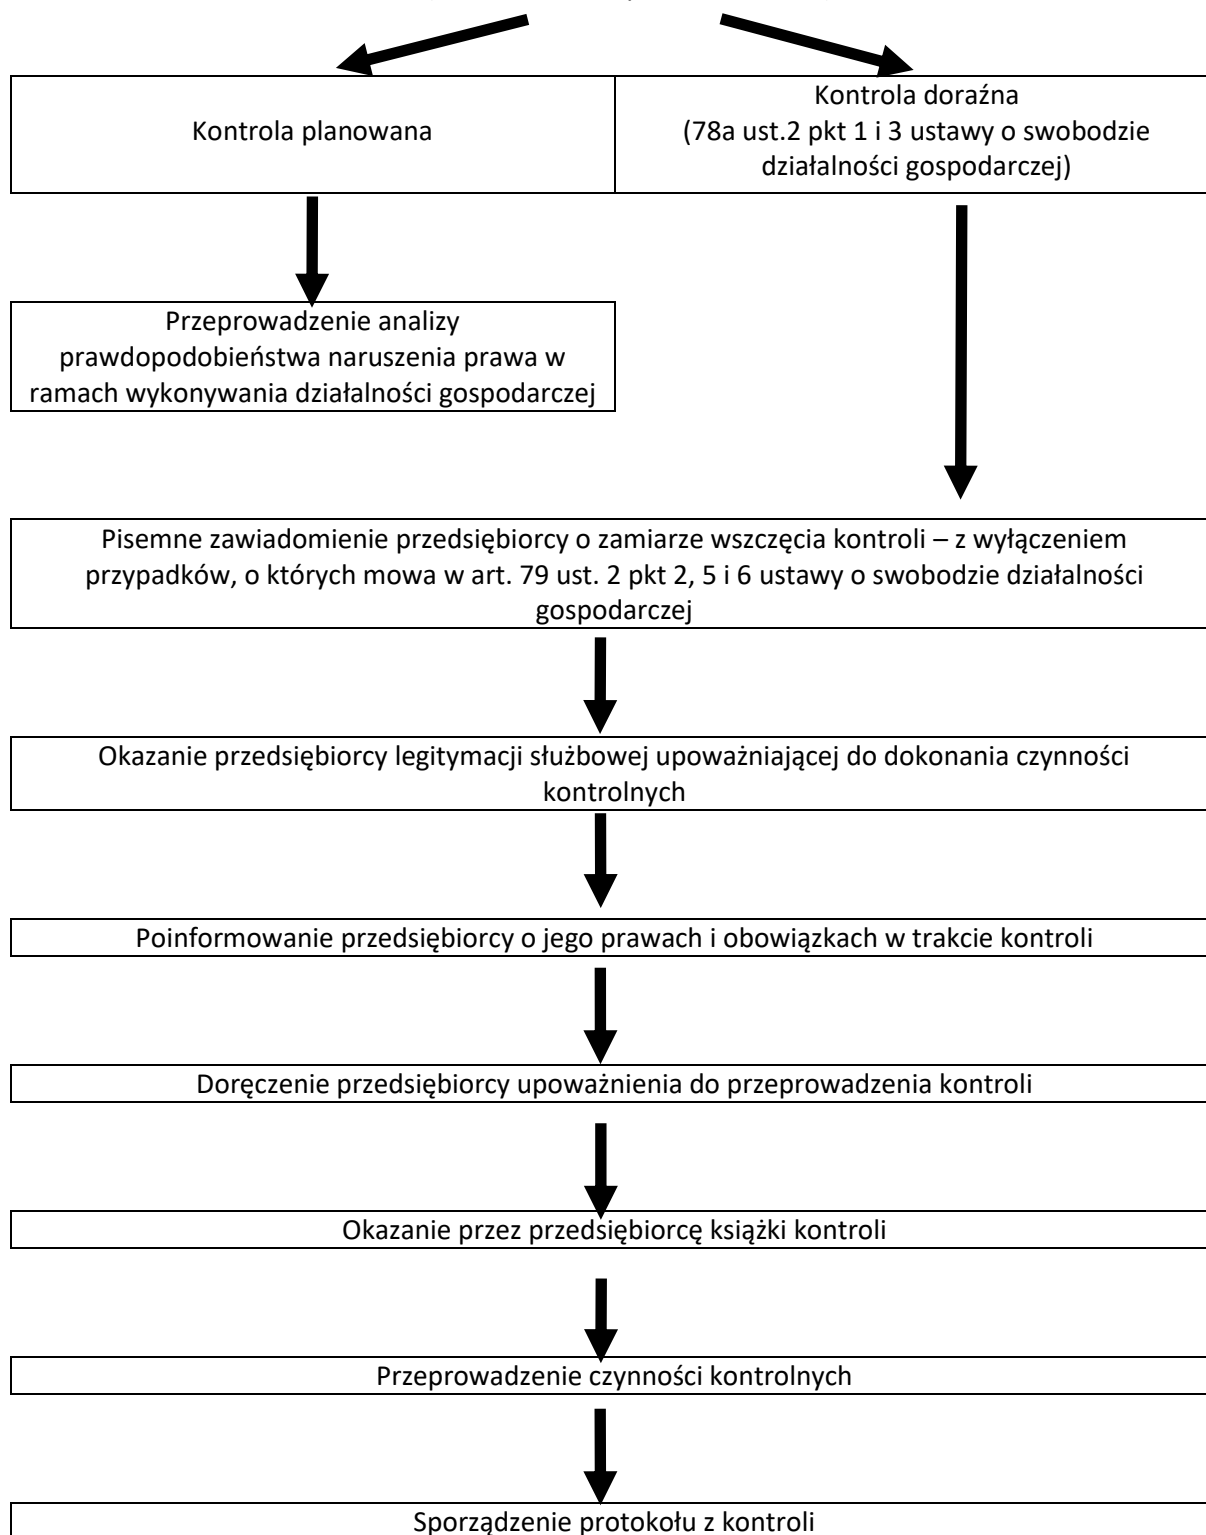 Kontrola planowana
Kontrola doraźna
(78a ust.2 pkt 1 i 3 ustawy o swobodzie
działalności gospodarczej)
Przeprowadzenie analizy
prawdopodobieństwa naruszenia prawa w
ramach wykonywania działalności gospodarczej
Pisemne zawiadomienie przedsiębiorcy o zamiarze wszczęcia kontroli – z wyłączeniem
przypadków, o których mowa w art. 79 ust. 2 pkt 2, 5 i 6 ustawy o swobodzie działalności
gospodarczej
Okazanie przedsiębiorcy legitymacji służbowej upoważniającej do dokonania czynności
kontrolnych
Poinformowanie przedsiębiorcy o jego prawach i obowiązkach w trakcie kontroli
Doręczenie przedsiębiorcy upoważnienia do przeprowadzenia kontroli
Okazanie przez przedsiębiorcę książki kontroli
Przeprowadzenie czynności kontrolnych
Sporządzenie protokołu z kontroli